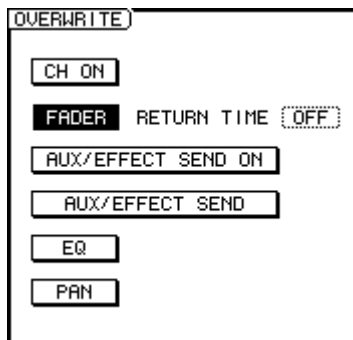 OVERWRITE
CH ON
FADER RETURN TIME OFF
AUX/EFFECT SEND ON
AUX/EFFECT SEND
EQ
PAN